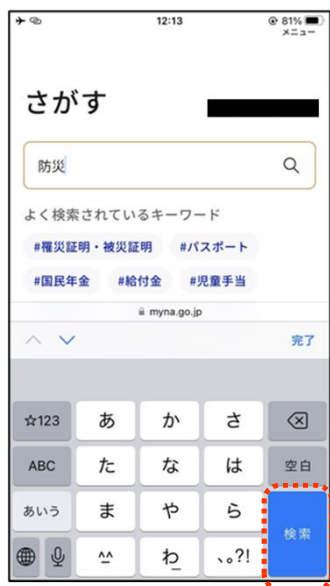 12:13
81%
メニュー
さがす
防災
よく検索されているキーワード
#罹災証明・被災証明 #パスポート
#国民年金 #給付金 #児童手当
myna.go.jp
完了
☆123 あ か さ
ABC た な は 空白
あいう ま や ら 検索
^^ わ 、。?!